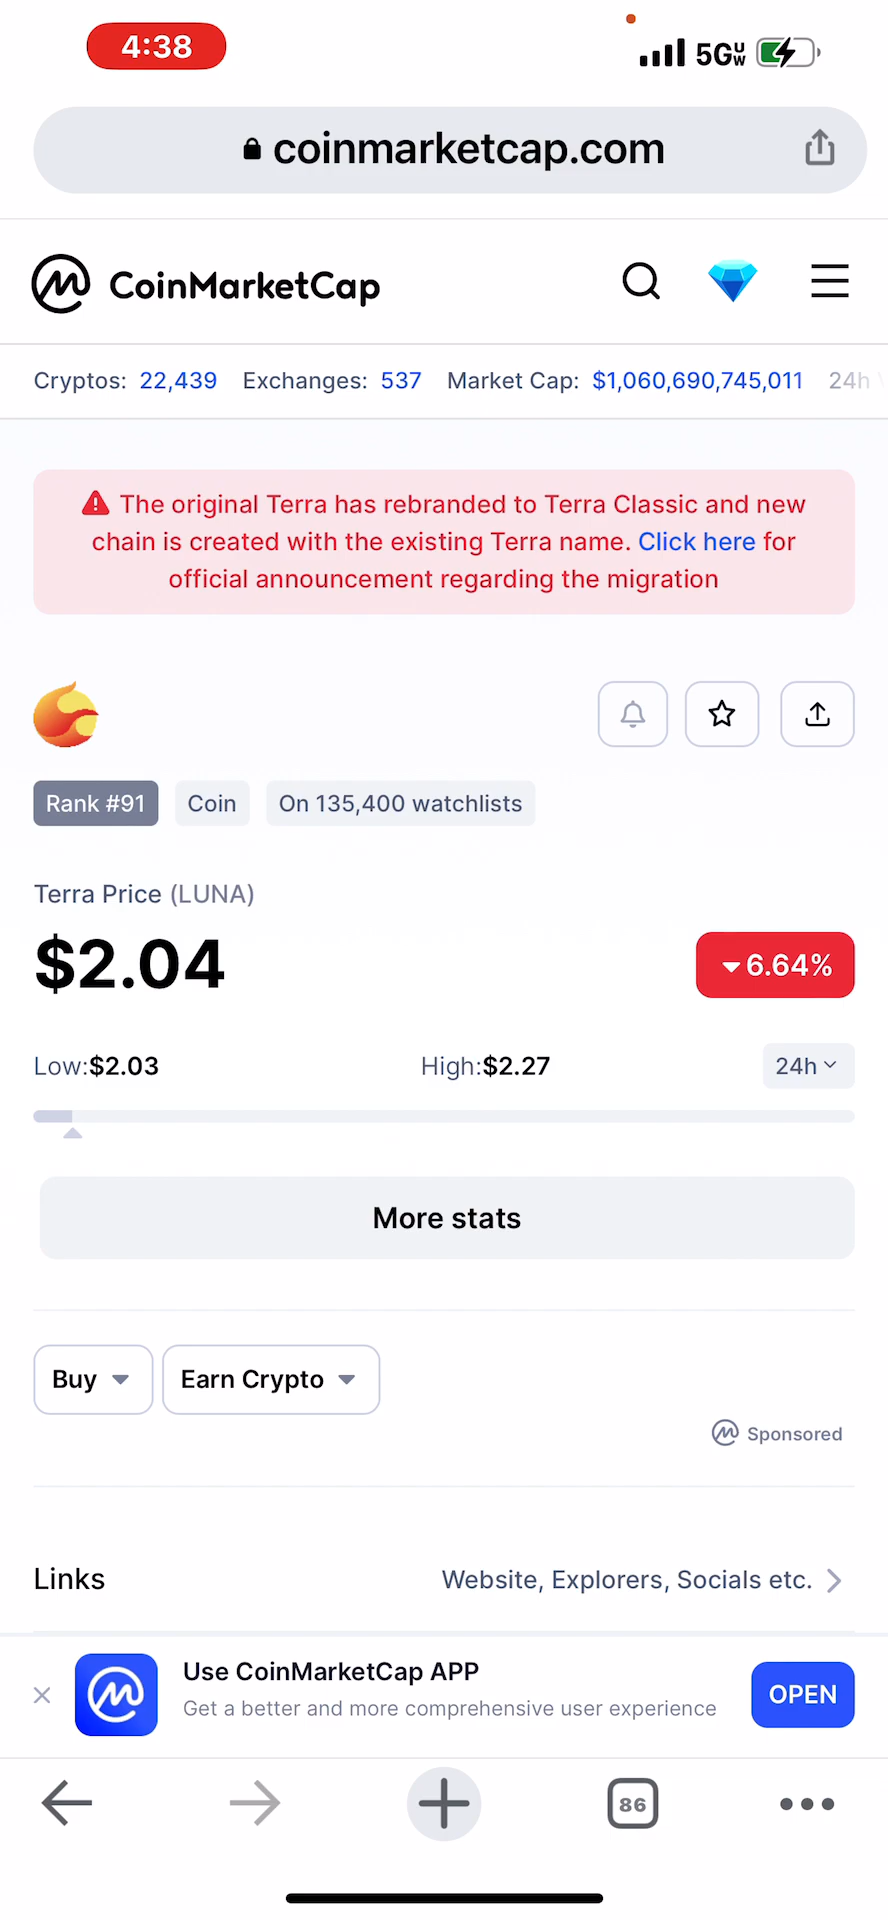 4:38
5GUW
coinmarketcap.com
CoinMarketCap
Cryptos: 22,439 Exchanges: 537 Market Cap: $1,060,690,745,011 24h
The original Terra has rebranded to Terra Classic and new
chain is created with the existing Terra name. Click here for
official announcement regarding the migration
Rank #91 Coin On 135,400 watchlists
Terra Price (LUNA)
$2.04 6.64%
Low:$2.03 High:$2.27 24h
More stats
Buy Earn Crypto
Sponsored
Links Website, Explorers, Socials etc.
Use CoinMarketCap APP
Get a better and more comprehensive user experience
OPEN
86